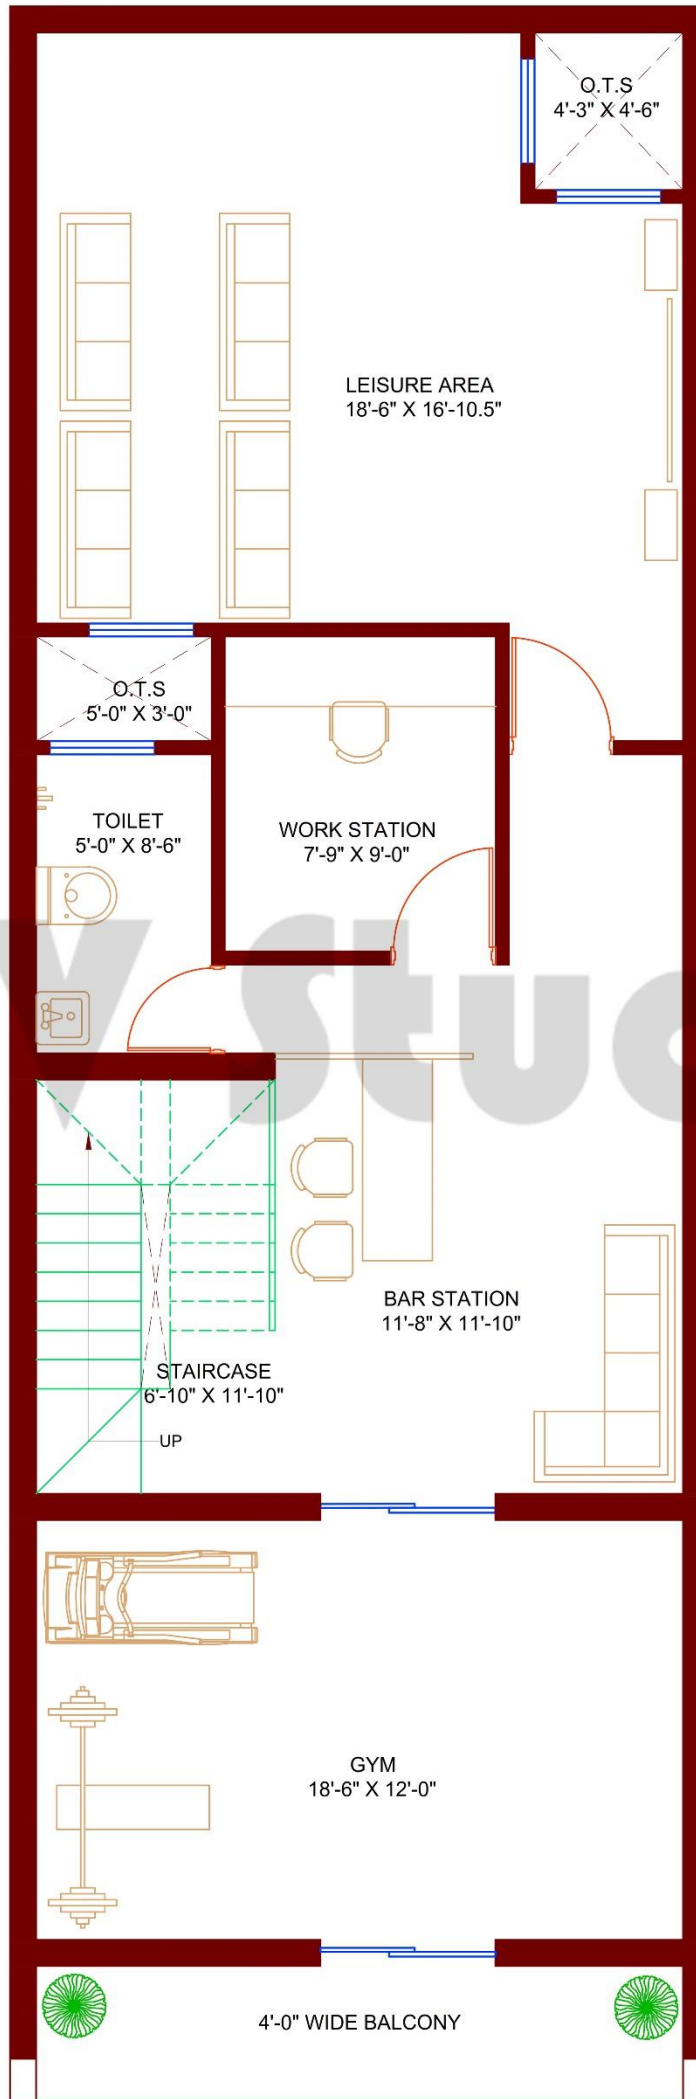 O.T.S
4'-3" X 4'-6"
LEISURE AREA
18'-6" X 16'-10.5"
O.T.S
5'-0" X 3'-0"
TOILET
5'-0" X 8'-6"
WORK STATION
7'-9" X 9'-0"
V Stud
BAR STATION
11'-8" X 11'-10"
STAIRCASE
6'-10" X 11'-10"
UP
GYM
18'-6" X 12'-0"
4'-0" WIDE BALCONY